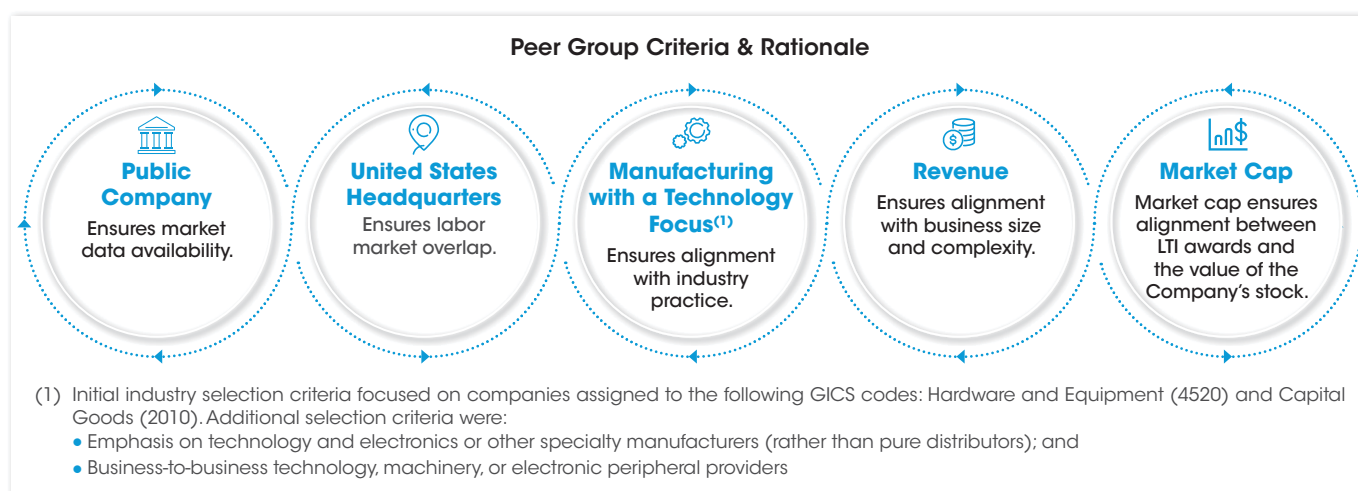 Peer Group Criteria & Rationale
Public
Company
Ensures market
data availability.
United States
Headquarters
Ensures labor
market overlap.
Manufacturing
with a Technology
Focus(1)
Ensures alignment
with industry
practice.
$
Revenue
Ensures alignment
with business size
and complexity.
$
Market Cap
Market cap ensures
alignment between
LTI awards and
the value of the
Company's stock.
(1) Initial industry selection criteria focused on companies assigned to the following GICS codes: Hardware and Equipment (4520) and Capital
Goods (2010). Additional selection criteria were:
• Emphasis on technology and electronics or other specialty manufacturers (rather than pure distributors); and
• Business-to-business technology, machinery, or electronic peripheral providers